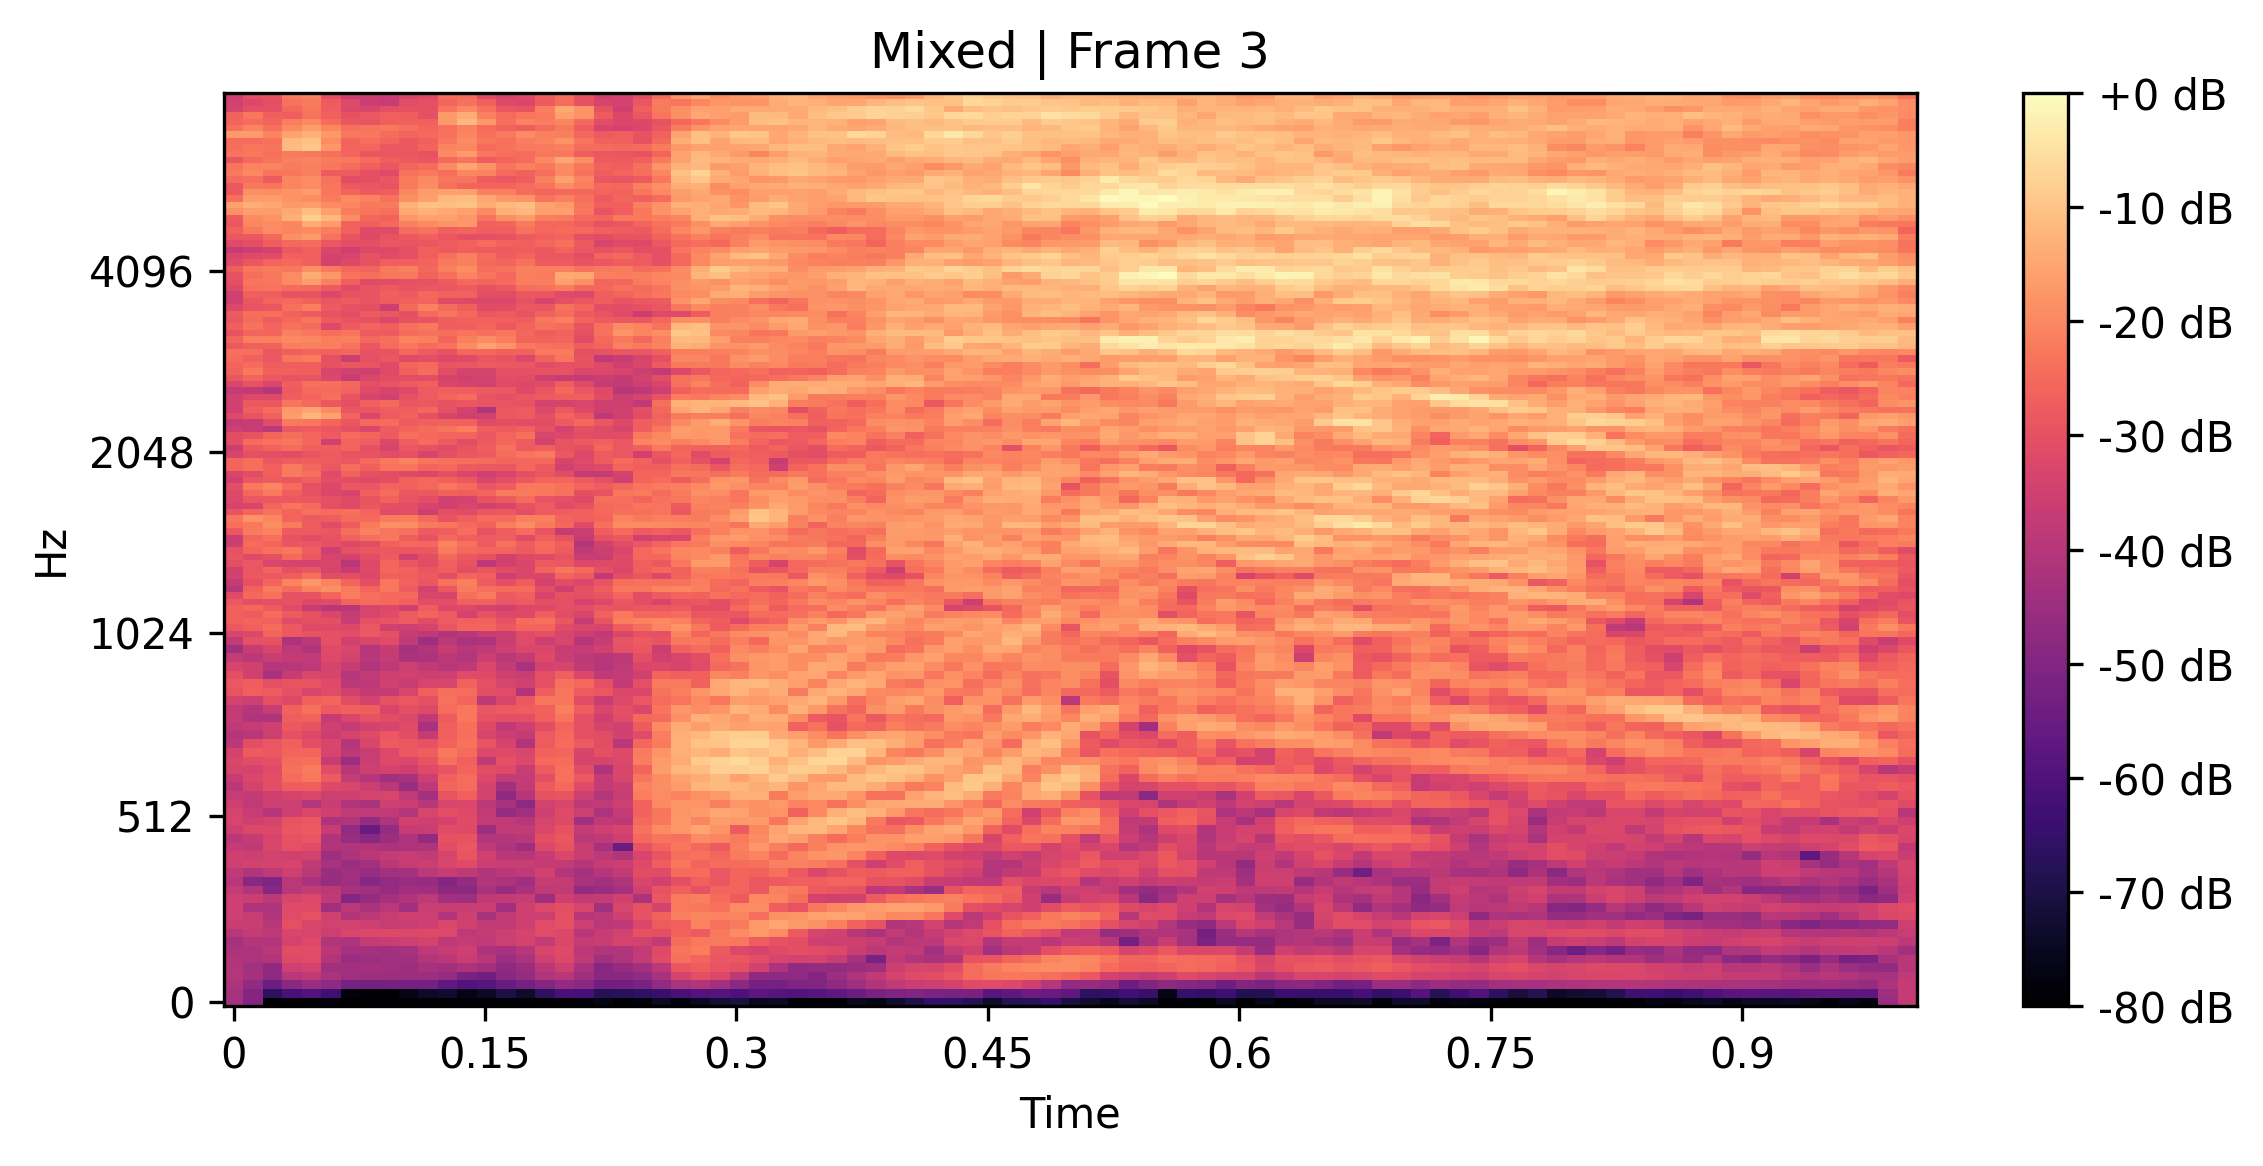 Mixed | Frame 3
+0 dB
-10 dB
-20 dB
-30 dB
-40 dB
-50 dB
-60 dB
-70 dB
-80 dB
Hz
4096
2048
1024
512
0
0 0.15 0.3 0.45 0.6 0.75 0.9
Time